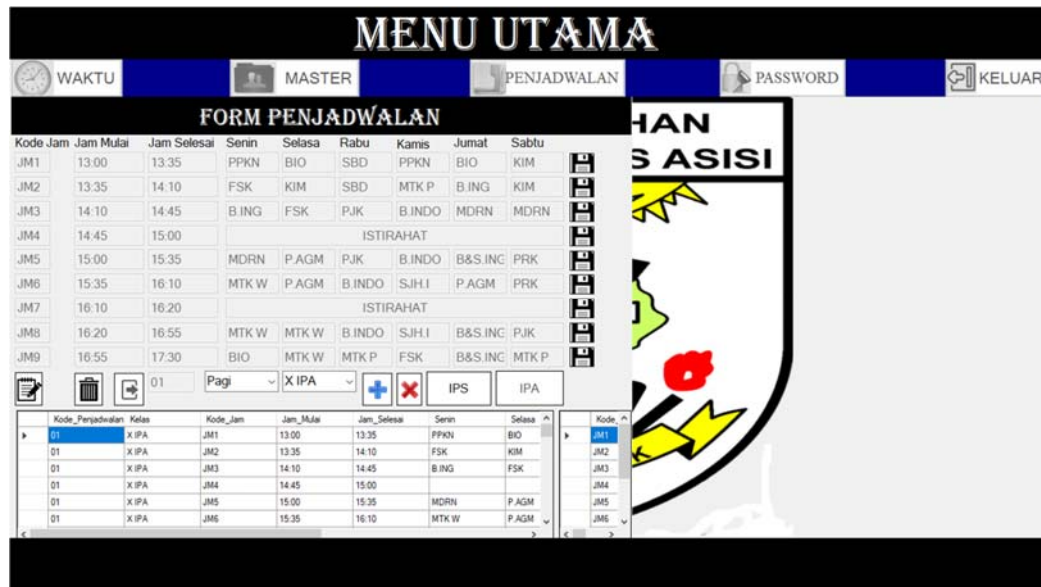 MENU UTAMA
WAKTU MASTER PENJADWALAN PASSWORD KELUAR
FORM PENJADWALAN
HAN
S ASISI
Kode Jam Jam Mulai Jam Selesai Senin Selasa Rabu Kamis Jumat Sabtu
JM1 13:00 13:35 PPKN BIO SBD PPKN BIO KIM
JM2 13:35 14:10 FSK KIM SBD MTK P B.ING KIM
JM3 14:10 14:45 B.ING FSK PJK B.INDO MDRN MDRN
JM4 14:45 15:00 ISTIRAHAT
JM5 15:00 15:35 MDRN P.AGM PJK B.INDO B&S.ING PRK
JM6 15:35 16:10 MTK W P.AGM B.INDO SJH.I P.AGM PRK
JM7 16:10 16:20 ISTIRAHAT
JM8 16:20 16:55 MTK W MTK W B.INDO SJH.I B&S.ING PJK
JM9 16:55 17:30 BIO MTK W MTK P FSK B&S.ING MTK P
01 Pagi X IPA IPS IPA
Kode_Penjadwalan Kelas Kode_Jam Jam_Mulai Jam_Selesai Senin Selasa Kode_
01 X IPA JM1 13:00 13:35 PPKN BIO JM1
01 X IPA JM2 13:35 14:10 FSK KIM JM2
01 X IPA JM3 14:10 14:45 B.ING FSK JM3
01 X IPA JM4 14:45 15:00 JM4
01 X IPA JM5 15:00 15:35 MDRN P.AGM JM5
01 X IPA JM6 15:35 16:10 MTK W P.AGM JM6